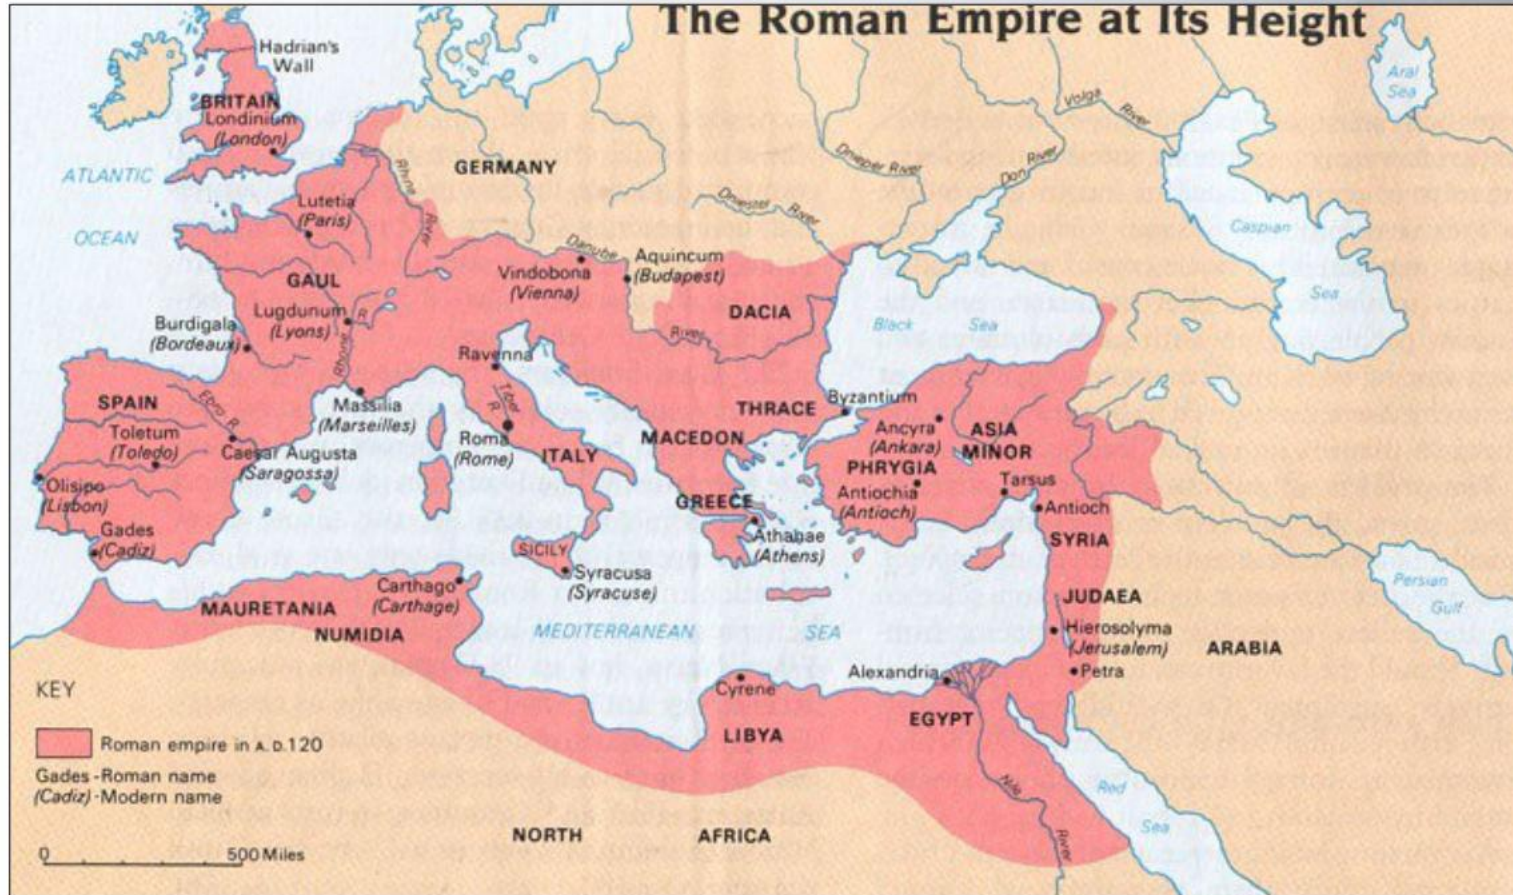 The Roman Empire at Its Height
Hadrian's
Wall
BRITAIN
Londinium
(London)
ATLANTIC
OCEAN
GERMANY
Rhine
River
Lutetia
(Paris)
GAUL
Lugdunum
(Lyons)
R.
Rhone
Burdigala
(Bordeaux)
Danube
River
Vindobona
(Vienna)
Aquincum
(Budapest)
DACIA
Dniester River
Dnieper River
Don River
Volga River
Aral
Sea
Caspian
Sea
Black Sea
Ravenna
Tiber
R.
Roma
(Rome)
ITALY
Massilia
(Marseilles)
SPAIN
Ebro R.
Toletum
(Toledo)
Caesar Augusta
(Saragossa)
Olisipo
(Lisbon)
Gades
(Cadiz)
THRACE
Byzantium
MACEDON
GREECE
Athabae
(Athens)
Ancyra
(Ankara)
ASIA
MINOR
PHRYGIA
Antiochia
(Antioch)
Tarsus
Antioch
SYRIA
SICILY
Syracusa
(Syracuse)
Carthago
(Carthage)
MAURETANIA
NUMIDIA
MEDITERRANEAN SEA
JUDAEA
Hierosolyma
(Jerusalem)
Petra
ARABIA
Persian
Gulf
Alexandria
Cyrene
EGYPT
LIBYA
Nile
River
Red
Sea
NORTH AFRICA
KEY
Roman empire in A.D.120
Gades -Roman name
(Cadiz) -Modern name
0 500 Miles